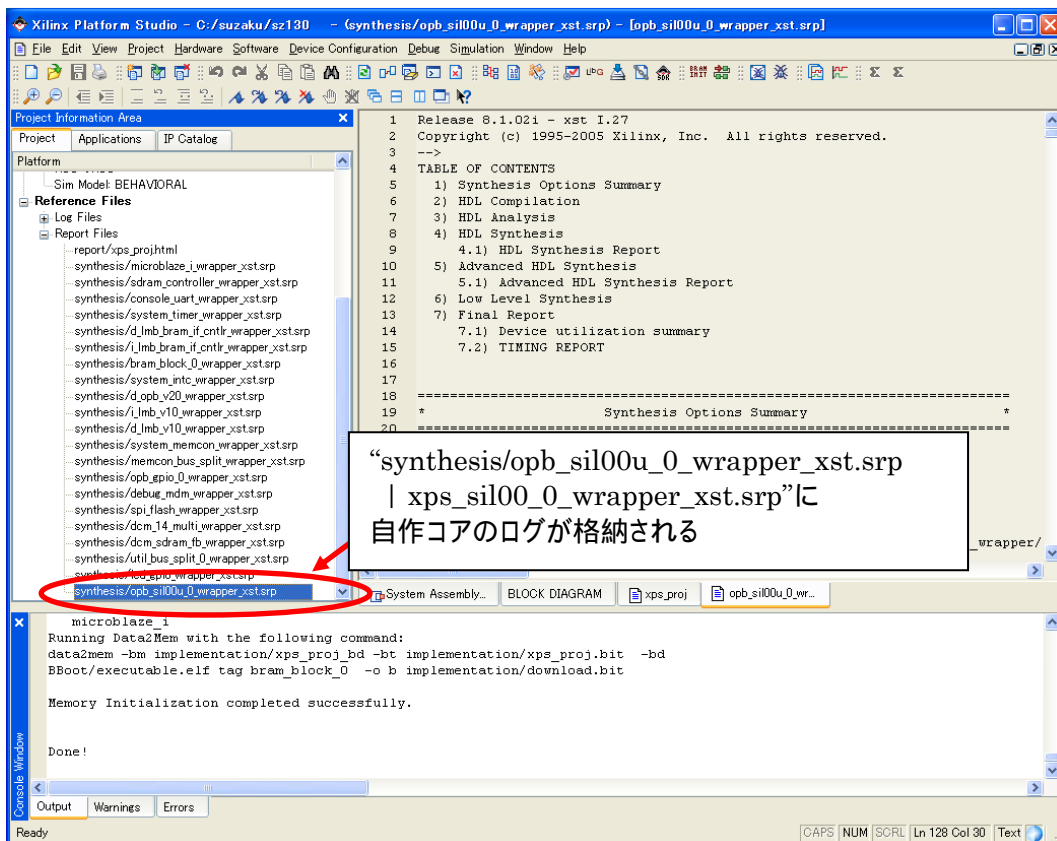 Xilinx Platform Studio - C:/suzaku/sz130 - (synthesis/opb_sil00u_0_wrapper_xst.srp) - [opb_sil00u_0_wrapper_xst.srp]
File Edit View Project Hardware Software Device Configuration Debug Simulation Window Help
Project Information Area
Project Applications IP Catalog
Platform
Sim Model: BEHAVIORAL
Reference Files
Log Files
Report Files
report/xps_proj.html
synthesis/microblaze_i_wrapper_xst.srp
synthesis/sdram_controller_wrapper_xst.srp
synthesis/console_uart_wrapper_xst.srp
synthesis/system_timer_wrapper_xst.srp
synthesis/d_lmb_bram_if_cntlr_wrapper_xst.srp
synthesis/i_lmb_bram_if_cntlr_wrapper_xst.srp
synthesis/bram_block_0_wrapper_xst.srp
synthesis/system_intc_wrapper_xst.srp
synthesis/d_opb_v20_wrapper_xst.srp
synthesis/i_lmb_v10_wrapper_xst.srp
synthesis/d_lmb_v10_wrapper_xst.srp
synthesis/system_memcon_wrapper_xst.srp
synthesis/memcon_bus_split_wrapper_xst.srp
synthesis/opb_gpio_0_wrapper_xst.srp
synthesis/debug_mdm_wrapper_xst.srp
synthesis/spi_flash_wrapper_xst.srp
synthesis/dcm_14_multi_wrapper_xst.srp
synthesis/dcm_sdram_fb_wrapper_xst.srp
synthesis/util_bus_split_0_wrapper_xst.srp
synthesis/led_gpio_wrapper_xst.srp
synthesis/opb_sil00u_0_wrapper_xst.srp
1 Release 8.1.02i - xst I.27
2 Copyright (c) 1995-2005 Xilinx, Inc. All rights reserved.
3 -->
4 TABLE OF CONTENTS
5 1) Synthesis Options Summary
6 2) HDL Compilation
7 3) HDL Analysis
8 4) HDL Synthesis
9 4.1) HDL Synthesis Report
10 5) Advanced HDL Synthesis
11 5.1) Advanced HDL Synthesis Report
12 6) Low Level Synthesis
13 7) Final Report
14 7.1) Device utilization summary
15 7.2) TIMING REPORT
16
17
18 =========================================================================
19 * Synthesis Options Summary *
20 =========================================================================
“synthesis/opb_sil00u_0_wrapper_xst.srp
| xps_sil00_0_wrapper_xst.srp”に
自作コアのログが格納される
_wrapper/
System Assembly... BLOCK DIAGRAM xps_proj opb_sil00u_0_wr...
microblaze_i
Running Data2Mem with the following command:
data2mem -bm implementation/xps_proj_bd -bt implementation/xps_proj.bit -bd
BBoot/executable.elf tag bram_block_0 -o b implementation/download.bit
Memory Initialization completed successfully.
Done!
Console Window
Output Warnings Errors
Ready CAPS NUM SCRL Ln 128 Col 30 Text